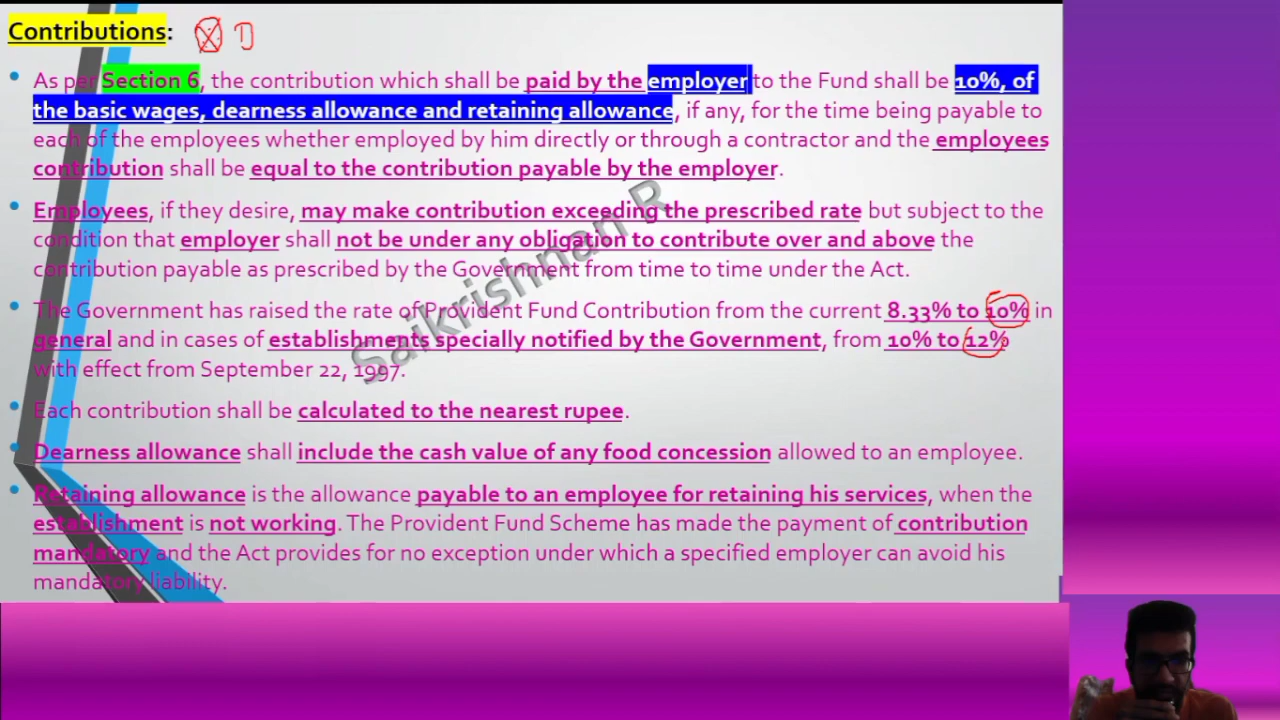 Contributions:
As per Section 6, the contribution which shall be paid by the employer to the Fund shall be 10%, of
the basic wages, dearness allowance and retaining allowance, if any, for the time being payable to
each of the employees whether employed by him directly or through a contractor and the employees
contribution shall be equal to the contribution payable by the employer.
Employees, if they desire, may make contribution exceeding the prescribed rate but subject to the
condition that employer shall not be under any obligation to contribute over and above the
contribution payable as prescribed by the Government from time to time under the Act.
The Government has raised the rate of Provident Fund Contribution from the current 8.33% to 10% in
general and in cases of establishments specially notified by the Government, from 10% to 12%
with effect from September 22, 1997.
Each contribution shall be calculated to the nearest rupee.
Dearness allowance shall include the cash value of any food concession allowed to an employee.
Retaining allowance is the allowance payable to an employee for retaining his services, when the
establishment is not working. The Provident Fund Scheme has made the payment of contribution
mandatory and the Act provides for no exception under which a specified employer can avoid his
mandatory liability.
Saikrishnan R